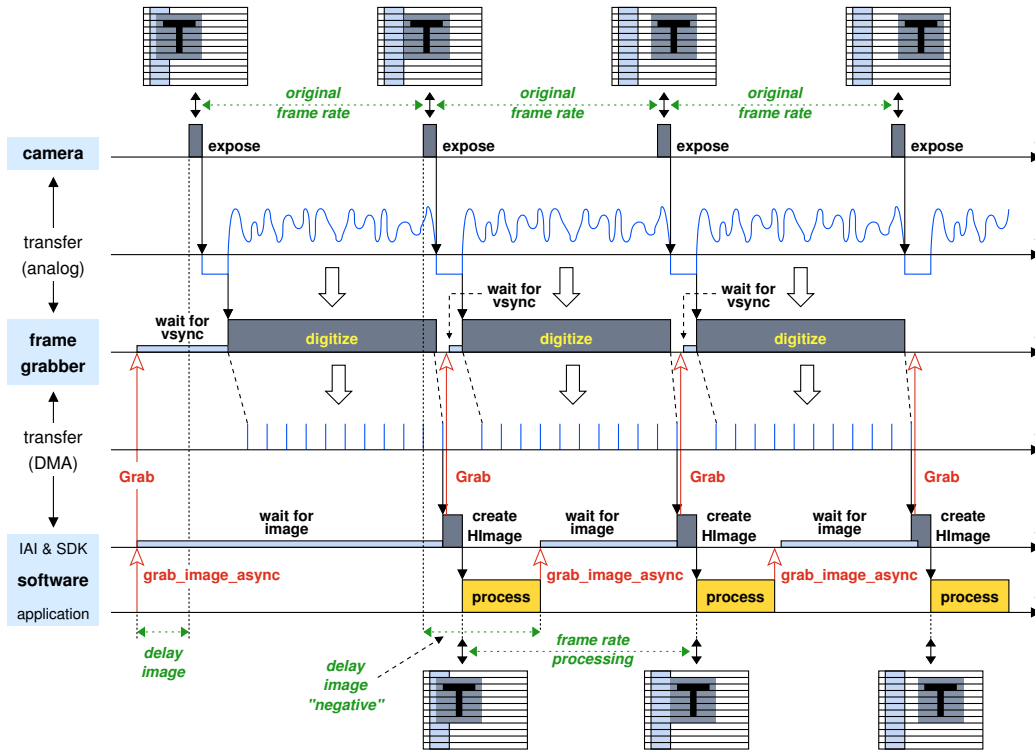 T
T
T
T
original
frame rate
original
frame rate
original
frame rate
camera
expose
expose
expose
expose
transfer
(analog)
wait for
vsync
wait for
vsync
wait for
vsync
frame
grabber
digitize
digitize
digitize
transfer
(DMA)
Grab
Grab
Grab
Grab
wait for
image
create
HImage
wait for
image
create
HImage
wait for
image
create
HImage
IAI & SDK
software
application
grab_image_async
grab_image_async
grab_image_async
process
process
process
delay
image
delay
image
"negative"
frame rate
processing
T
T
T